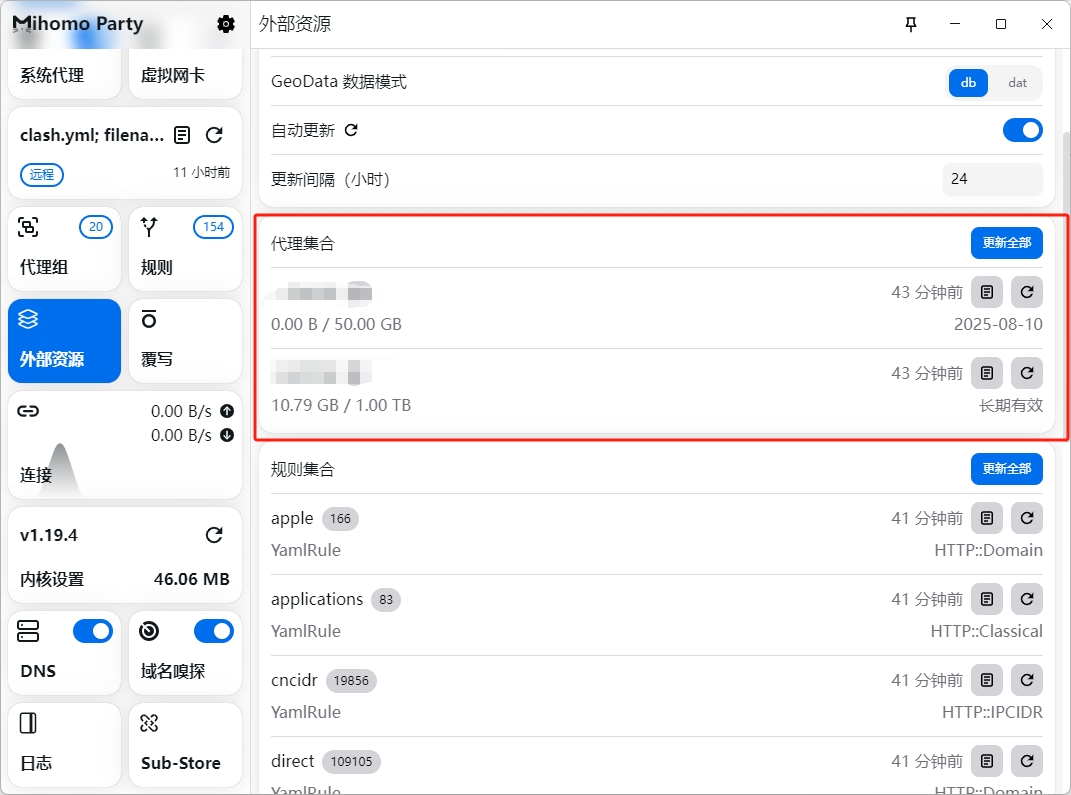 Mihomo Party
系统代理
虚拟网卡
clash.yml; filena...
远程
11 小时前
20
代理组
154
规则
外部资源
覆写
0.00 B/s
0.00 B/s
连接
v1.19.4
内核设置
46.06 MB
DNS
域名嗅探
日志
Sub-Store
外部资源
GeoData 数据模式
db
dat
自动更新
更新间隔（小时）
24
代理集合
更新全部
43 分钟前
0.00 B / 50.00 GB
2025-08-10
43 分钟前
10.79 GB / 1.00 TB
长期有效
规则集合
更新全部
apple 166
41 分钟前
YamlRule
HTTP::Domain
applications 83
41 分钟前
YamlRule
HTTP::Classical
cncidr 19856
41 分钟前
YamlRule
HTTP::IPCIDR
direct 109105
41 分钟前
YamlRule
HTTP::Domain